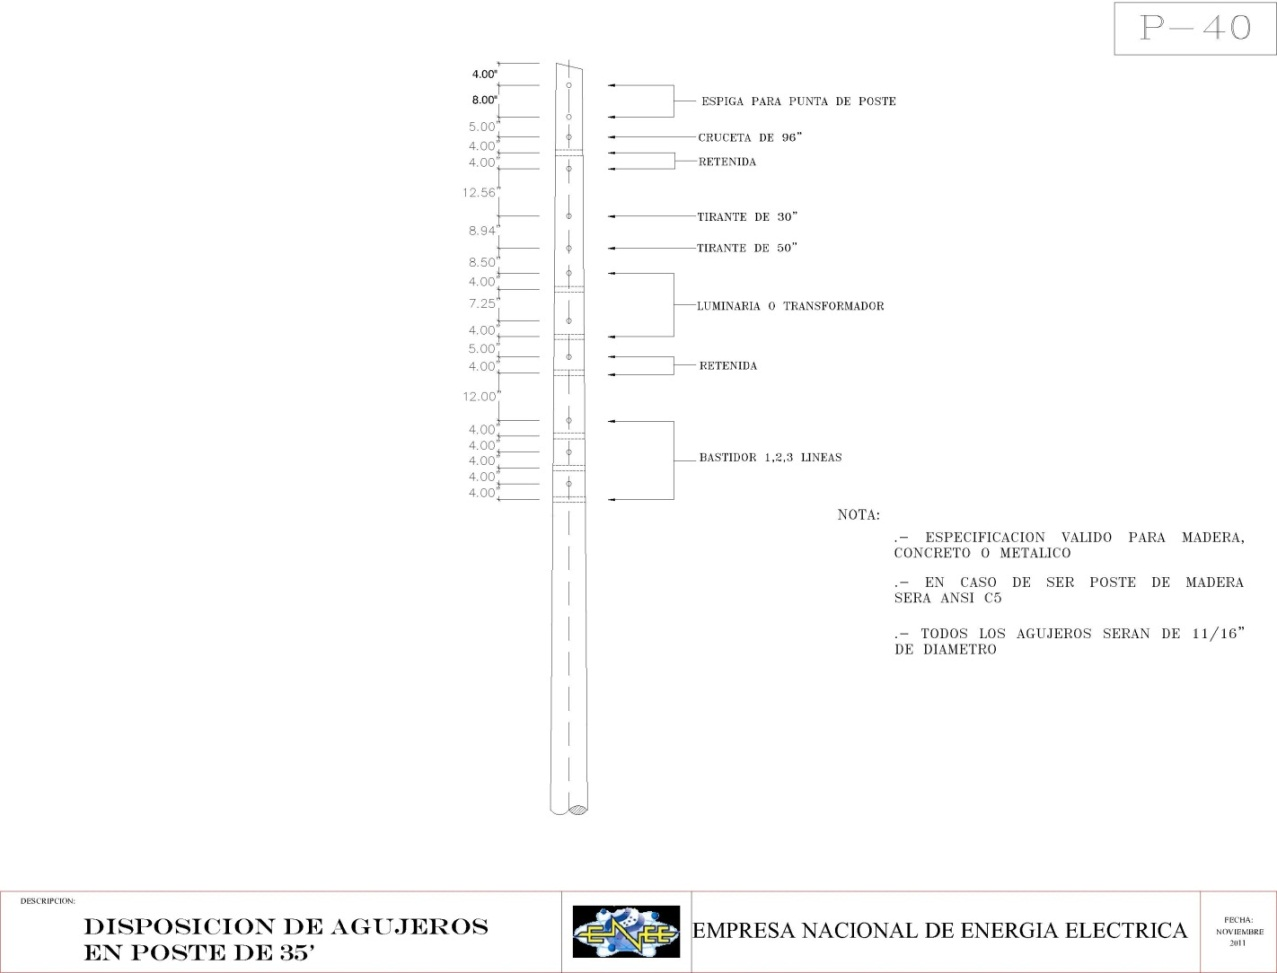 P-40
4.00"
8.00"
ESPIGA PARA PUNTA DE POSTE
5.00"
CRUCETA DE 96"
4.00"
4.00"
RETENIDA
12.56"
TIRANTE DE 30"
8.94"
TIRANTE DE 50"
8.50"
4.00"
7.25"
LUMINARIA O TRANSFORMADOR
4.00"
5.00"
4.00"
RETENIDA
12.00"
4.00"
4.00"
4.00"
BASTIDOR 1,2,3 LINEAS
4.00"
4.00"
NOTA:
.- ESPECIFICACION VALIDO PARA MADERA,
CONCRETO O METALICO
.- EN CASO DE SER POSTE DE MADERA
SERA ANSI C5
.- TODOS LOS AGUJEROS SERAN DE 11/16"
DE DIAMETRO
DESCRIPCION:
DISPOSICION DE AGUJEROS
EN POSTE DE 35'
ENEE
EMPRESA NACIONAL DE ENERGIA ELECTRICA
FECHA:
NOVIEMBRE
2011